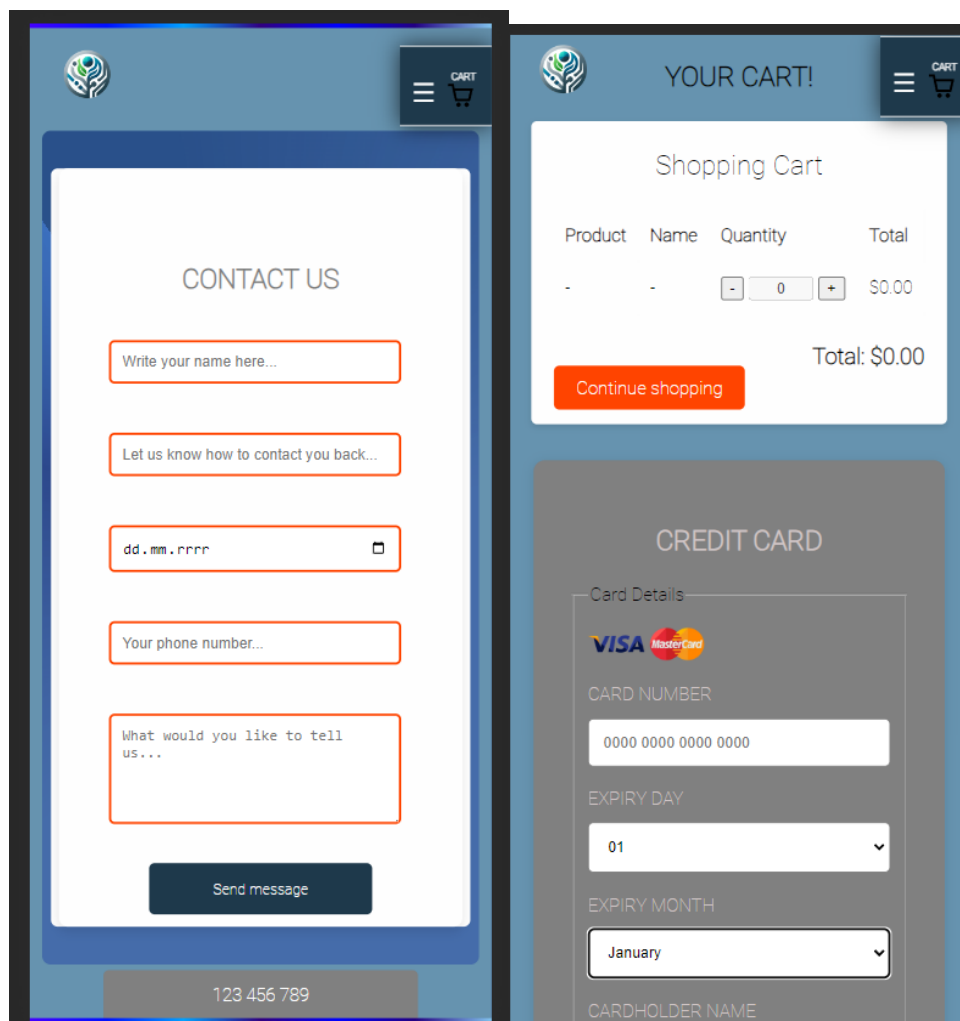 CART
CONTACT US
Write your name here...
Let us know how to contact you back...
dd.mm.rrrr
Your phone number...
What would you like to tell
us...
Send message
123 456 789
YOUR CART!
CART
Shopping Cart
Product Name Quantity Total
- - - 0 + $0.00
Total: $0.00
Continue shopping
CREDIT CARD
Card Details
VISA MasterCard
CARD NUMBER
0000 0000 0000 0000
EXPIRY DAY
01
EXPIRY MONTH
January
CARDHOLDER NAME